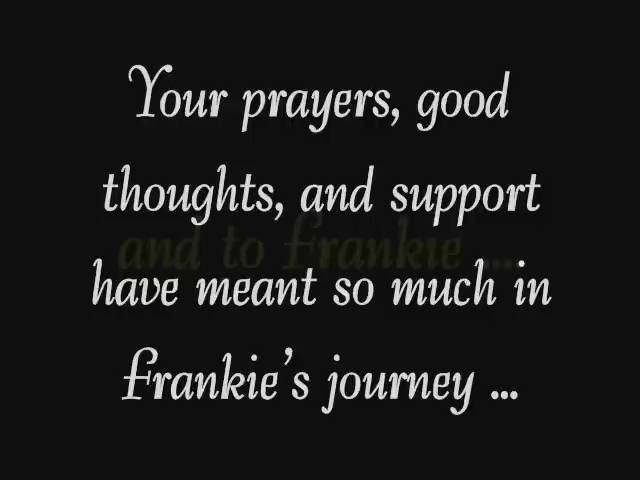 Your prayers, good
thoughts, and support
and to Frankie ...
have meant so much in
Frankie's journey ...